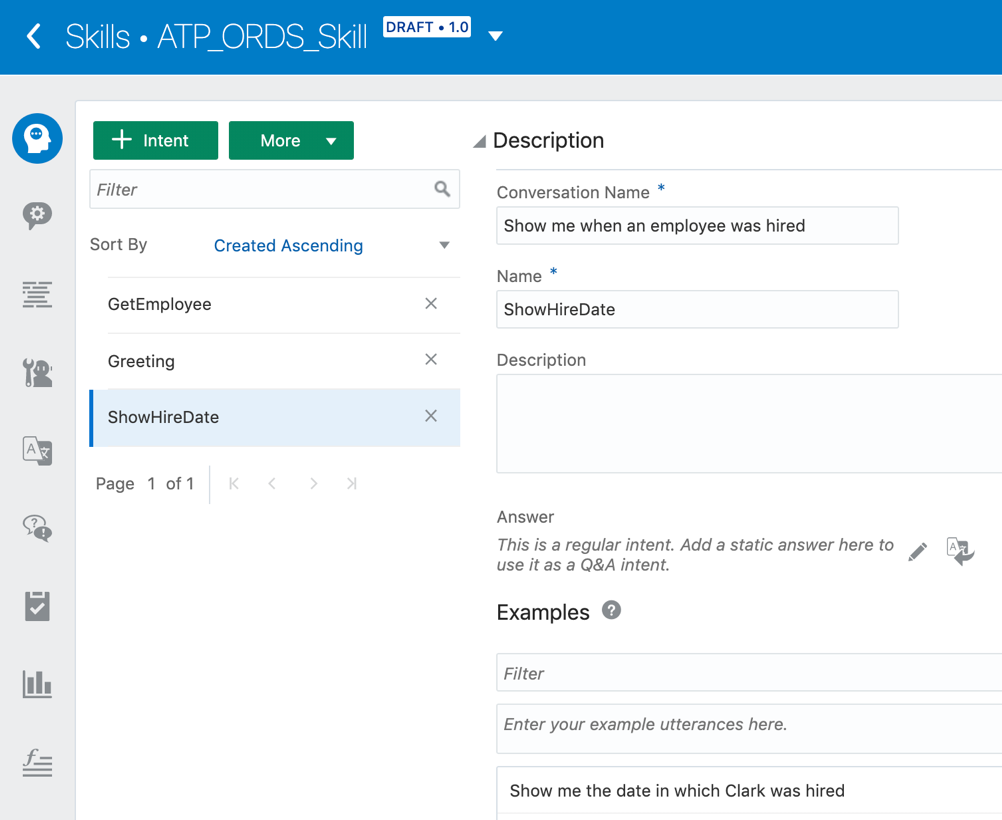 Skills • ATP_ORDS_Skill DRAFT • 1.0
+ Intent More
Filter
Sort By Created Ascending
GetEmployee
Greeting
ShowHireDate
Page 1 of 1
Description
Conversation Name *
Show me when an employee was hired
Name *
ShowHireDate
Description
Answer
This is a regular intent. Add a static answer here to
use it as a Q&A intent.
Examples ?
Filter
Enter your example utterances here.
Show me the date in which Clark was hired